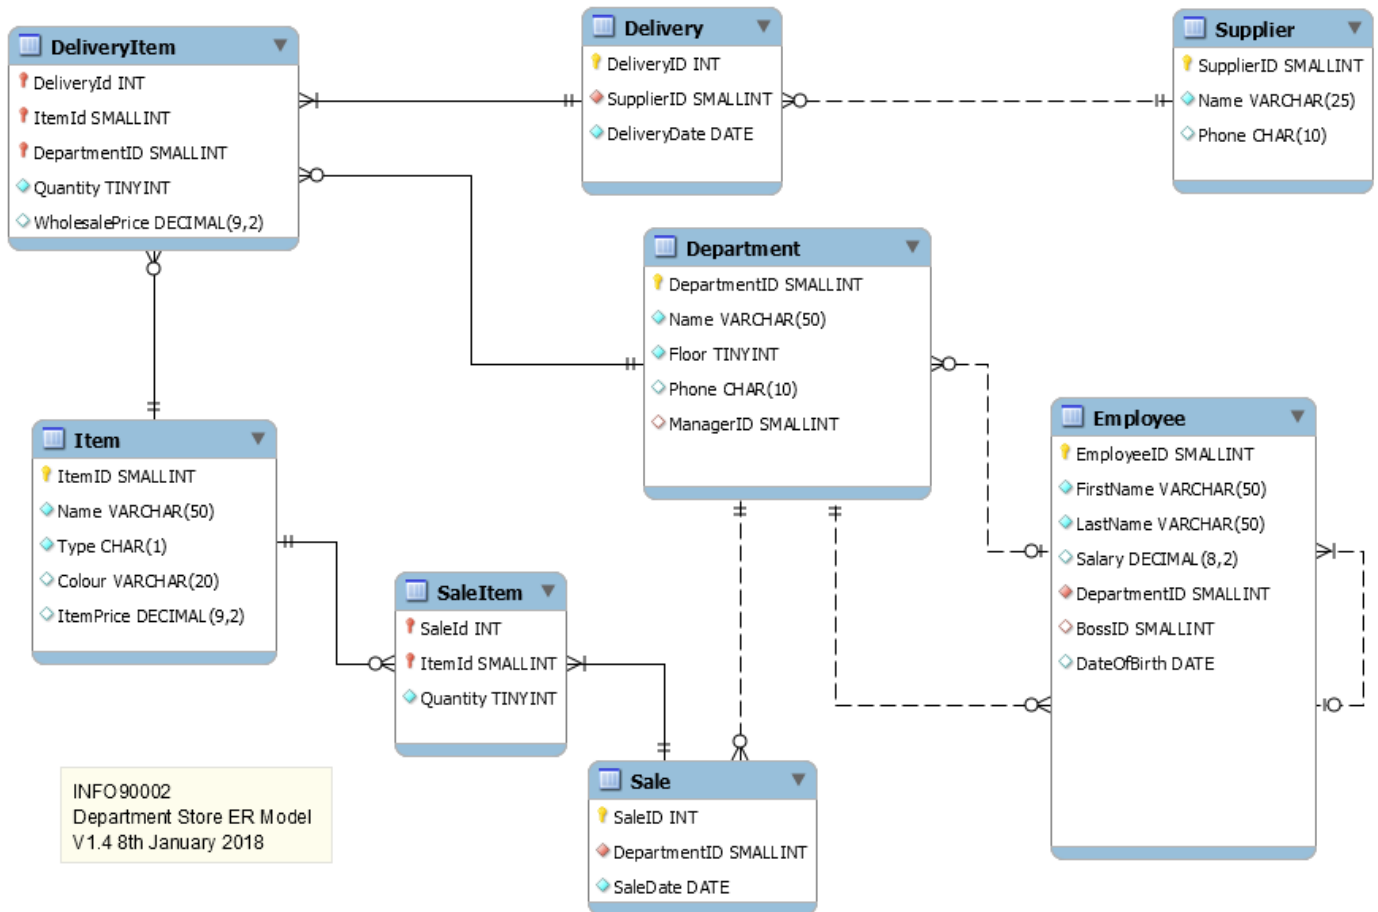 DeliveryItem
DeliveryId INT
ItemId SMALLINT
DepartmentID SMALLINT
Quantity TINYINT
WholesalePrice DECIMAL(9,2)
Delivery
DeliveryID INT
SupplierID SMALLINT
DeliveryDate DATE
Supplier
SupplierID SMALLINT
Name VARCHAR(25)
Phone CHAR(10)
Department
DepartmentID SMALLINT
Name VARCHAR(50)
Floor TINYINT
Phone CHAR(10)
ManagerID SMALLINT
Employee
EmployeeID SMALLINT
FirstName VARCHAR(50)
LastName VARCHAR(50)
Salary DECIMAL(8,2)
DepartmentID SMALLINT
BossID SMALLINT
DateOfBirth DATE
Item
ItemID SMALLINT
Name VARCHAR(50)
Type CHAR(1)
Colour VARCHAR(20)
ItemPrice DECIMAL(9,2)
SaleItem
SaleId INT
ItemId SMALLINT
Quantity TINYINT
Sale
SaleID INT
DepartmentID SMALLINT
SaleDate DATE
INFO90002
Department Store ER Model
V1.4 8th January 2018